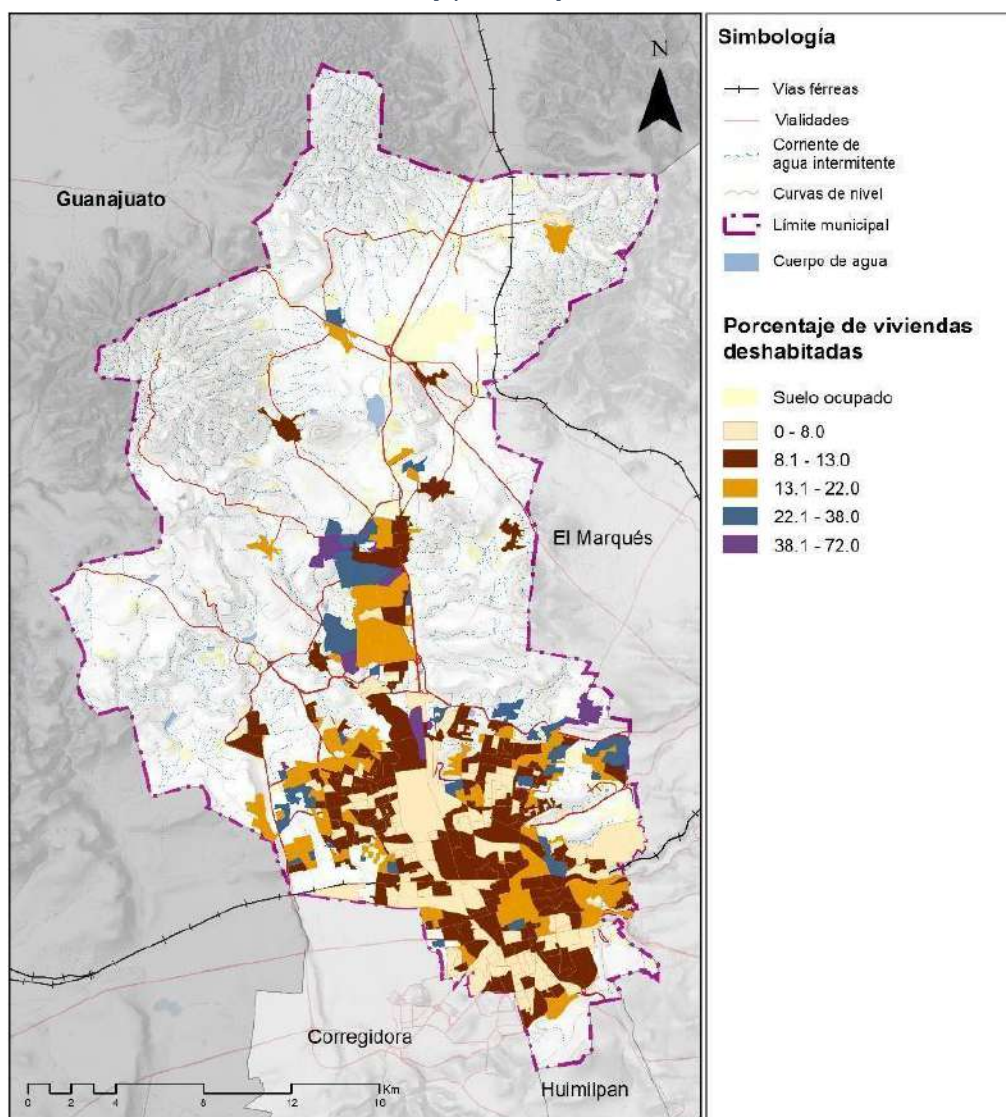 Simbología
N
Vías férreas
Vialidades
Corriente de
agua intermitente
Curvas de nivel
Límite municipal
Cuerpo de agua
Porcentaje de viviendas
deshabitadas
Suelo ocupado
0 - 8.0
8.1 - 13.0
13.1 - 22.0
22.1 - 38.0
38.1 - 72.0
Guanajuato
El Marqués
Corregidora
Huimilpan
Km
0 2 4 8 12 16